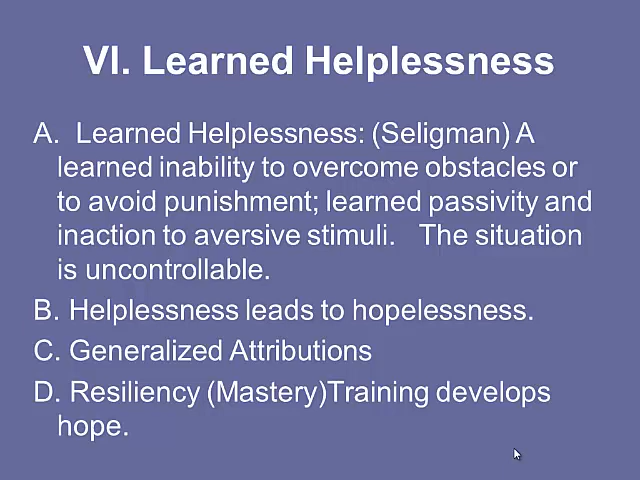 VI. Learned Helplessness
A. Learned Helplessness: (Seligman) A
learned inability to overcome obstacles or
to avoid punishment; learned passivity and
inaction to aversive stimuli. The situation
is uncontrollable.
B. Helplessness leads to hopelessness.
C. Generalized Attributions
D. Resiliency (Mastery)Training develops
hope.